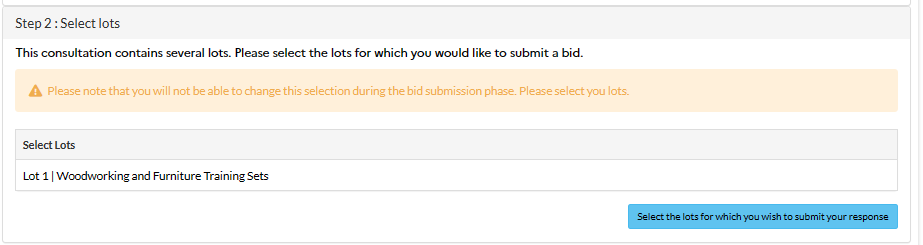 Step 2 : Select lots
This consultation contains several lots. Please select the lots for which you would like to submit a bid.
Please note that you will not be able to change this selection during the bid submission phase. Please select you lots.
Select Lots
Lot 1 | Woodworking and Furniture Training Sets
Select the lots for which you wish to submit your response